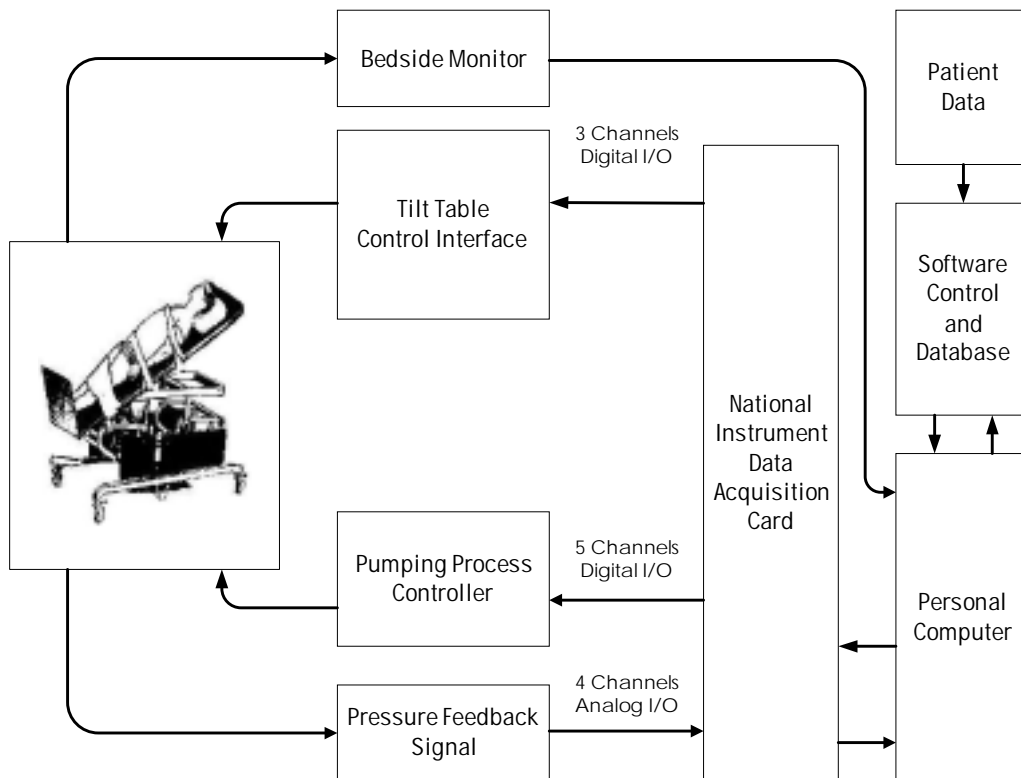 Bedside Monitor
Patient
Data
3 Channels
Digital I/O
Tilt Table
Control Interface
Software
Control
and
Database
National
Instrument
Data
Acquisition
Card
5 Channels
Digital I/O
Pumping Process
Controller
Personal
Computer
4 Channels
Analog I/O
Pressure Feedback
Signal